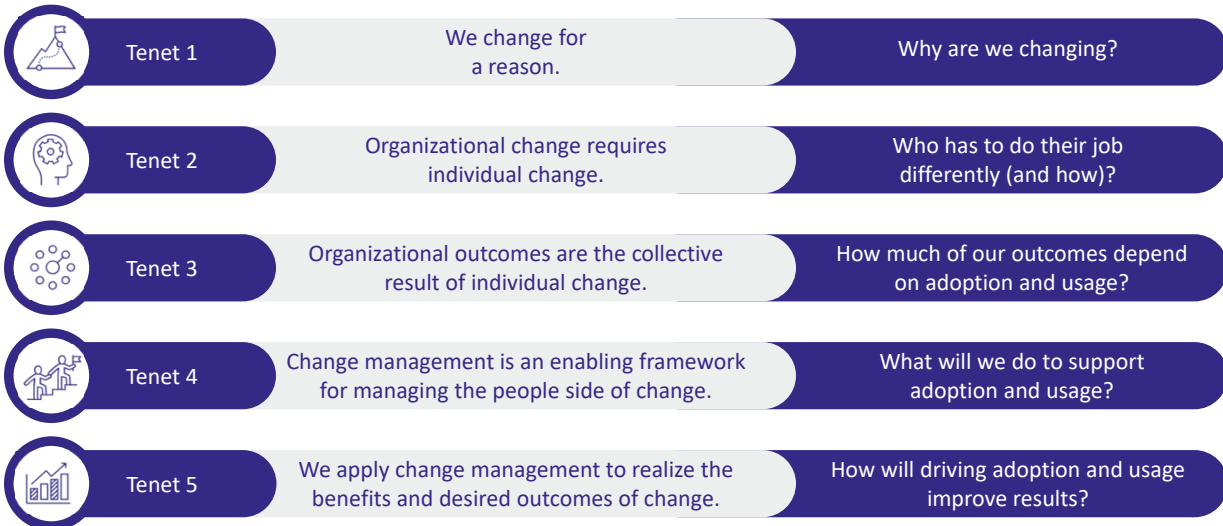 Tenet 1
We change for
a reason.
Why are we changing?
Tenet 2
Organizational change requires
individual change.
Who has to do their job
differently (and how)?
Tenet 3
Organizational outcomes are the collective
result of individual change.
How much of our outcomes depend
on adoption and usage?
Tenet 4
Change management is an enabling framework
for managing the people side of change.
What will we do to support
adoption and usage?
Tenet 5
We apply change management to realize the
benefits and desired outcomes of change.
How will driving adoption and usage
improve results?